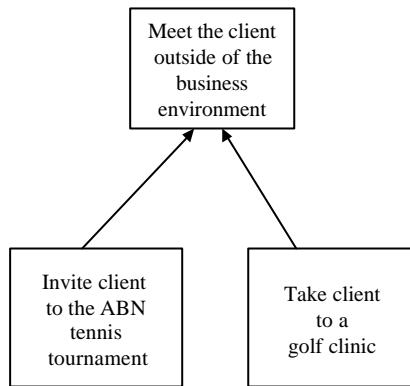 Meet the client
outside of the
business
environment
Invite client
to the ABN
tennis
tournament
Take client
to a
golf clinic